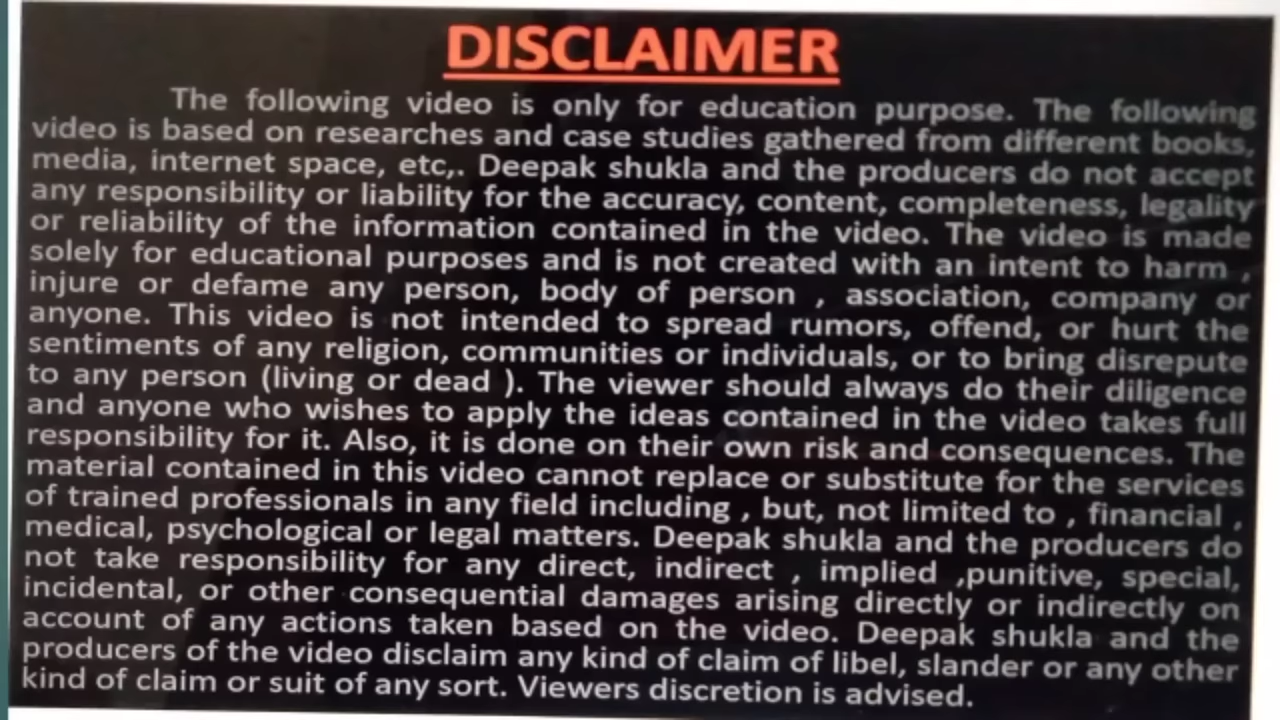 DISCLAIMER
The following video is only for education purpose. The following
video is based on researches and case studies gathered from different books,
media, internet space, etc,. Deepak shukla and the producers do not accept
any responsibility or liability for the accuracy, content, completeness, legality
or reliability of the information contained in the video. The video is made
solely for educational purposes and is not created with an intent to harm ,
injure or defame any person, body of person , association, company or
anyone. This video is not intended to spread rumors, offend, or hurt the
sentiments of any religion, communities or individuals, or to bring disrepute
to any person (living or dead ). The viewer should always do their diligence
and anyone who wishes to apply the ideas contained in the video takes full
responsibility for it. Also, it is done on their own risk and consequences. The
material contained in this video cannot replace or substitute for the services
of trained professionals in any field including , but, not limited to , financial ,
medical, psychological or legal matters. Deepak shukla and the producers do
not take responsibility for any direct, indirect , implied ,punitive, special,
incidental, or other consequential damages arising directly or indirectly on
account of any actions taken based on the video. Deepak shukla and the
producers of the video disclaim any kind of claim of libel, slander or any other
kind of claim or suit of any sort. Viewers discretion is advised.